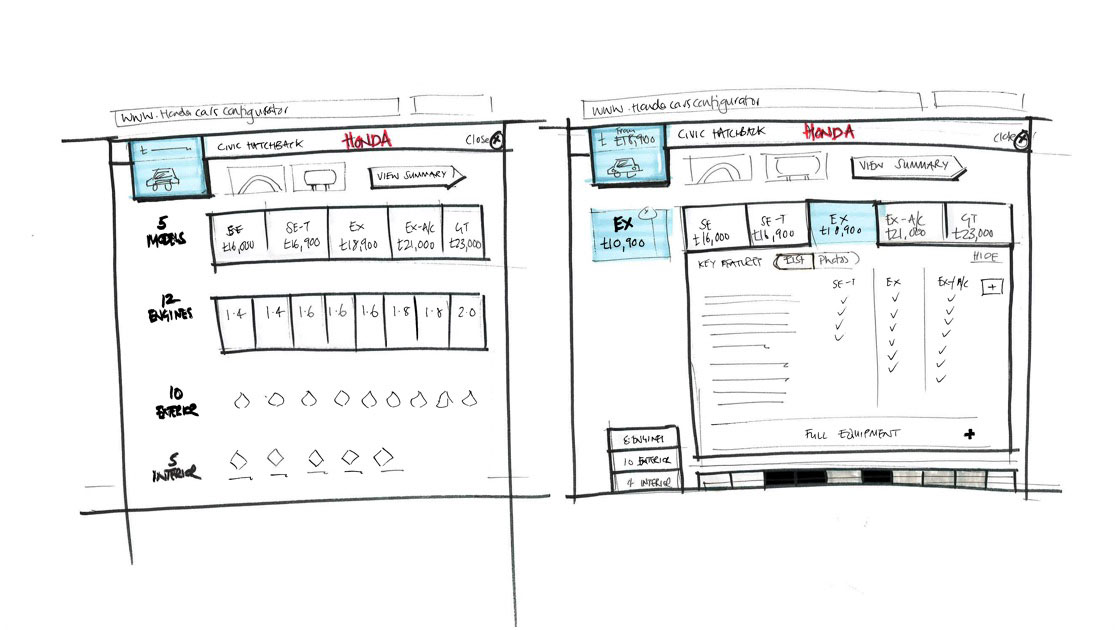 www.Honda cars configurator
£
CIVIC HATCHBACK
HONDA
Close X
VIEW SUMMARY
5
MODELS
SE
£16,000
SE-T
£16,900
EX
£18,900
Ex-A/C
£21,000
GT
£23,000
12
ENGINES
1.4
1.4
1.6
1.6
1.6
1.8
1.8
2.0
10
EXTERIOR
5
INTERIOR
www.Honda cars configurator
From
£ £18,900
CIVIC HATCHBACK
HONDA
Close X
VIEW SUMMARY
EX
£10,900
SE
£16,000
SE-T
£16,900
EX
£18,900
Ex-A/C
£21,000
GT
£23,000
KEY FEATURES
LIST
Photos
HIDE
SE-T
EX
Ex-A/C
+
FULL EQUIPMENT +
8 ENGINES
10 EXTERIOR
4 INTERIOR